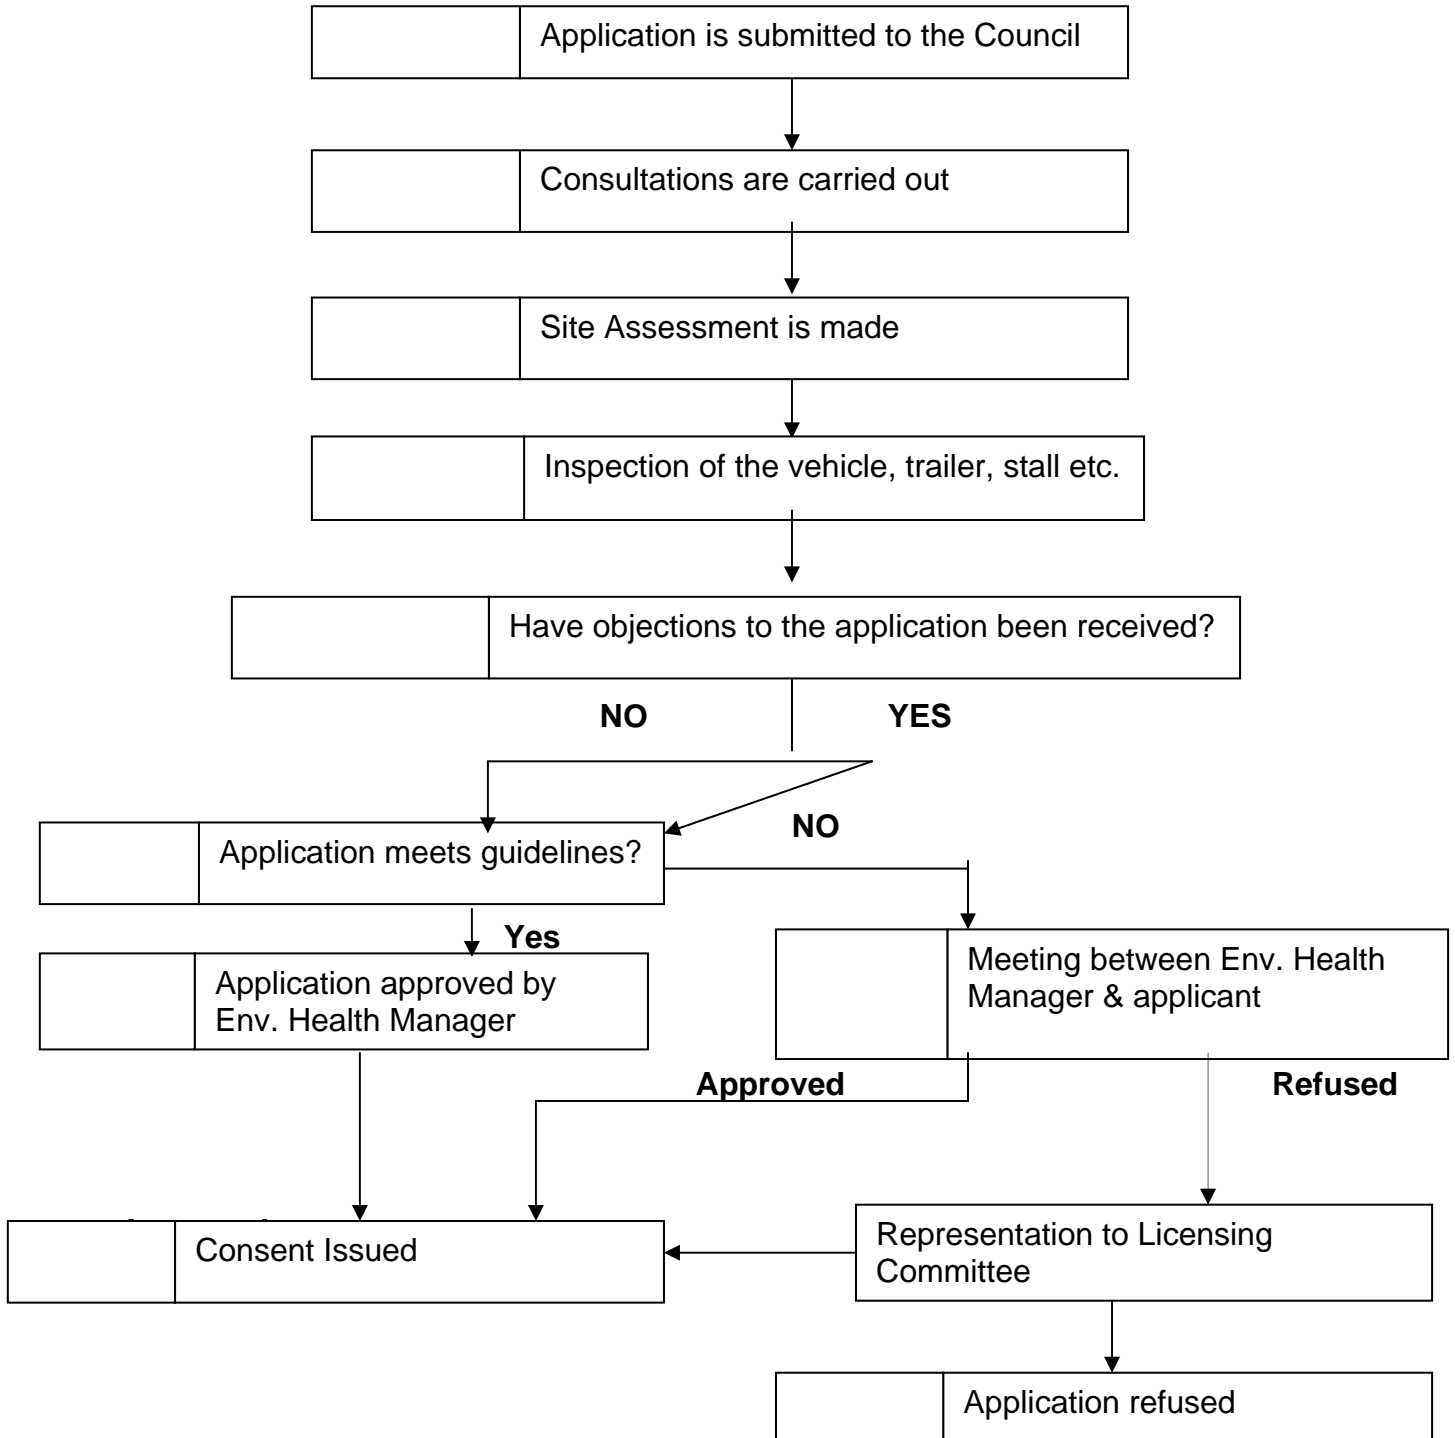 Application is submitted to the Council
Consultations are carried out
Site Assessment is made
Inspection of the vehicle, trailer, stall etc.
Have objections to the application been received?
NO
YES
NO
Application meets guidelines?
Yes
Application approved by
Env. Health Manager
Meeting between Env. Health
Manager & applicant
Approved
Refused
Consent Issued
Representation to Licensing
Committee
Application refused